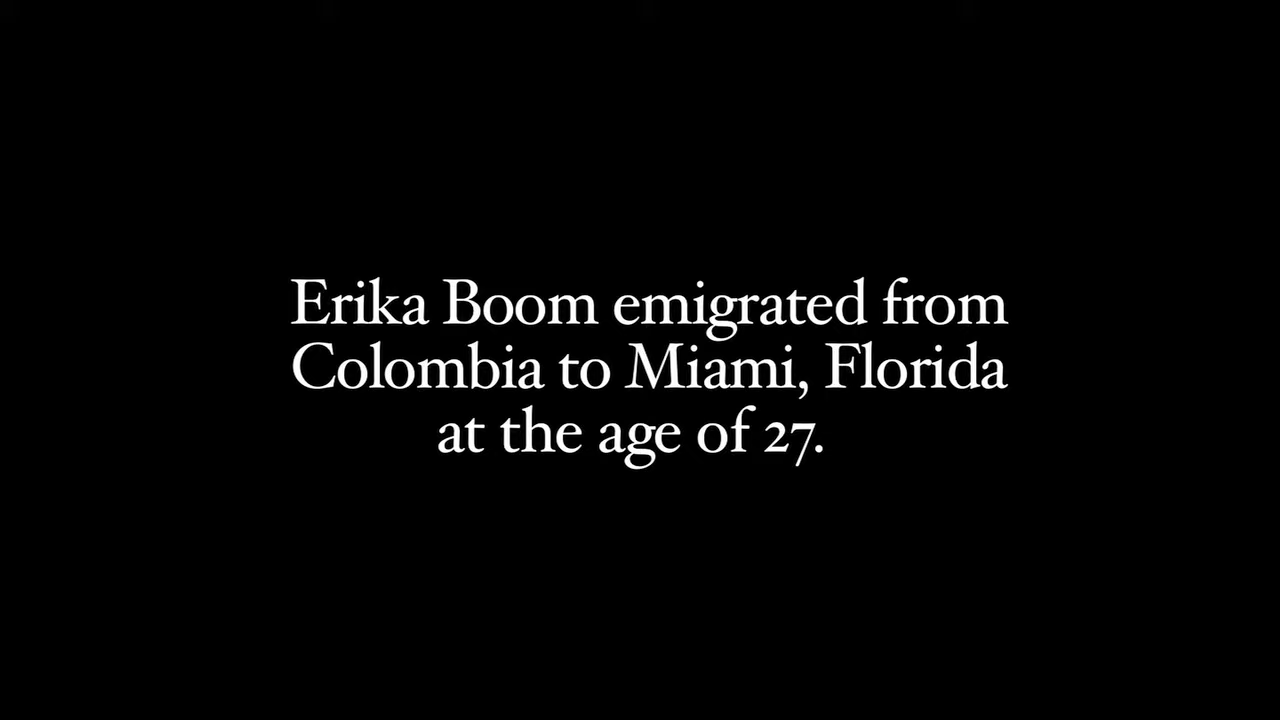 Erika Boom emigrated from
Colombia to Miami, Florida
at the age of 27.